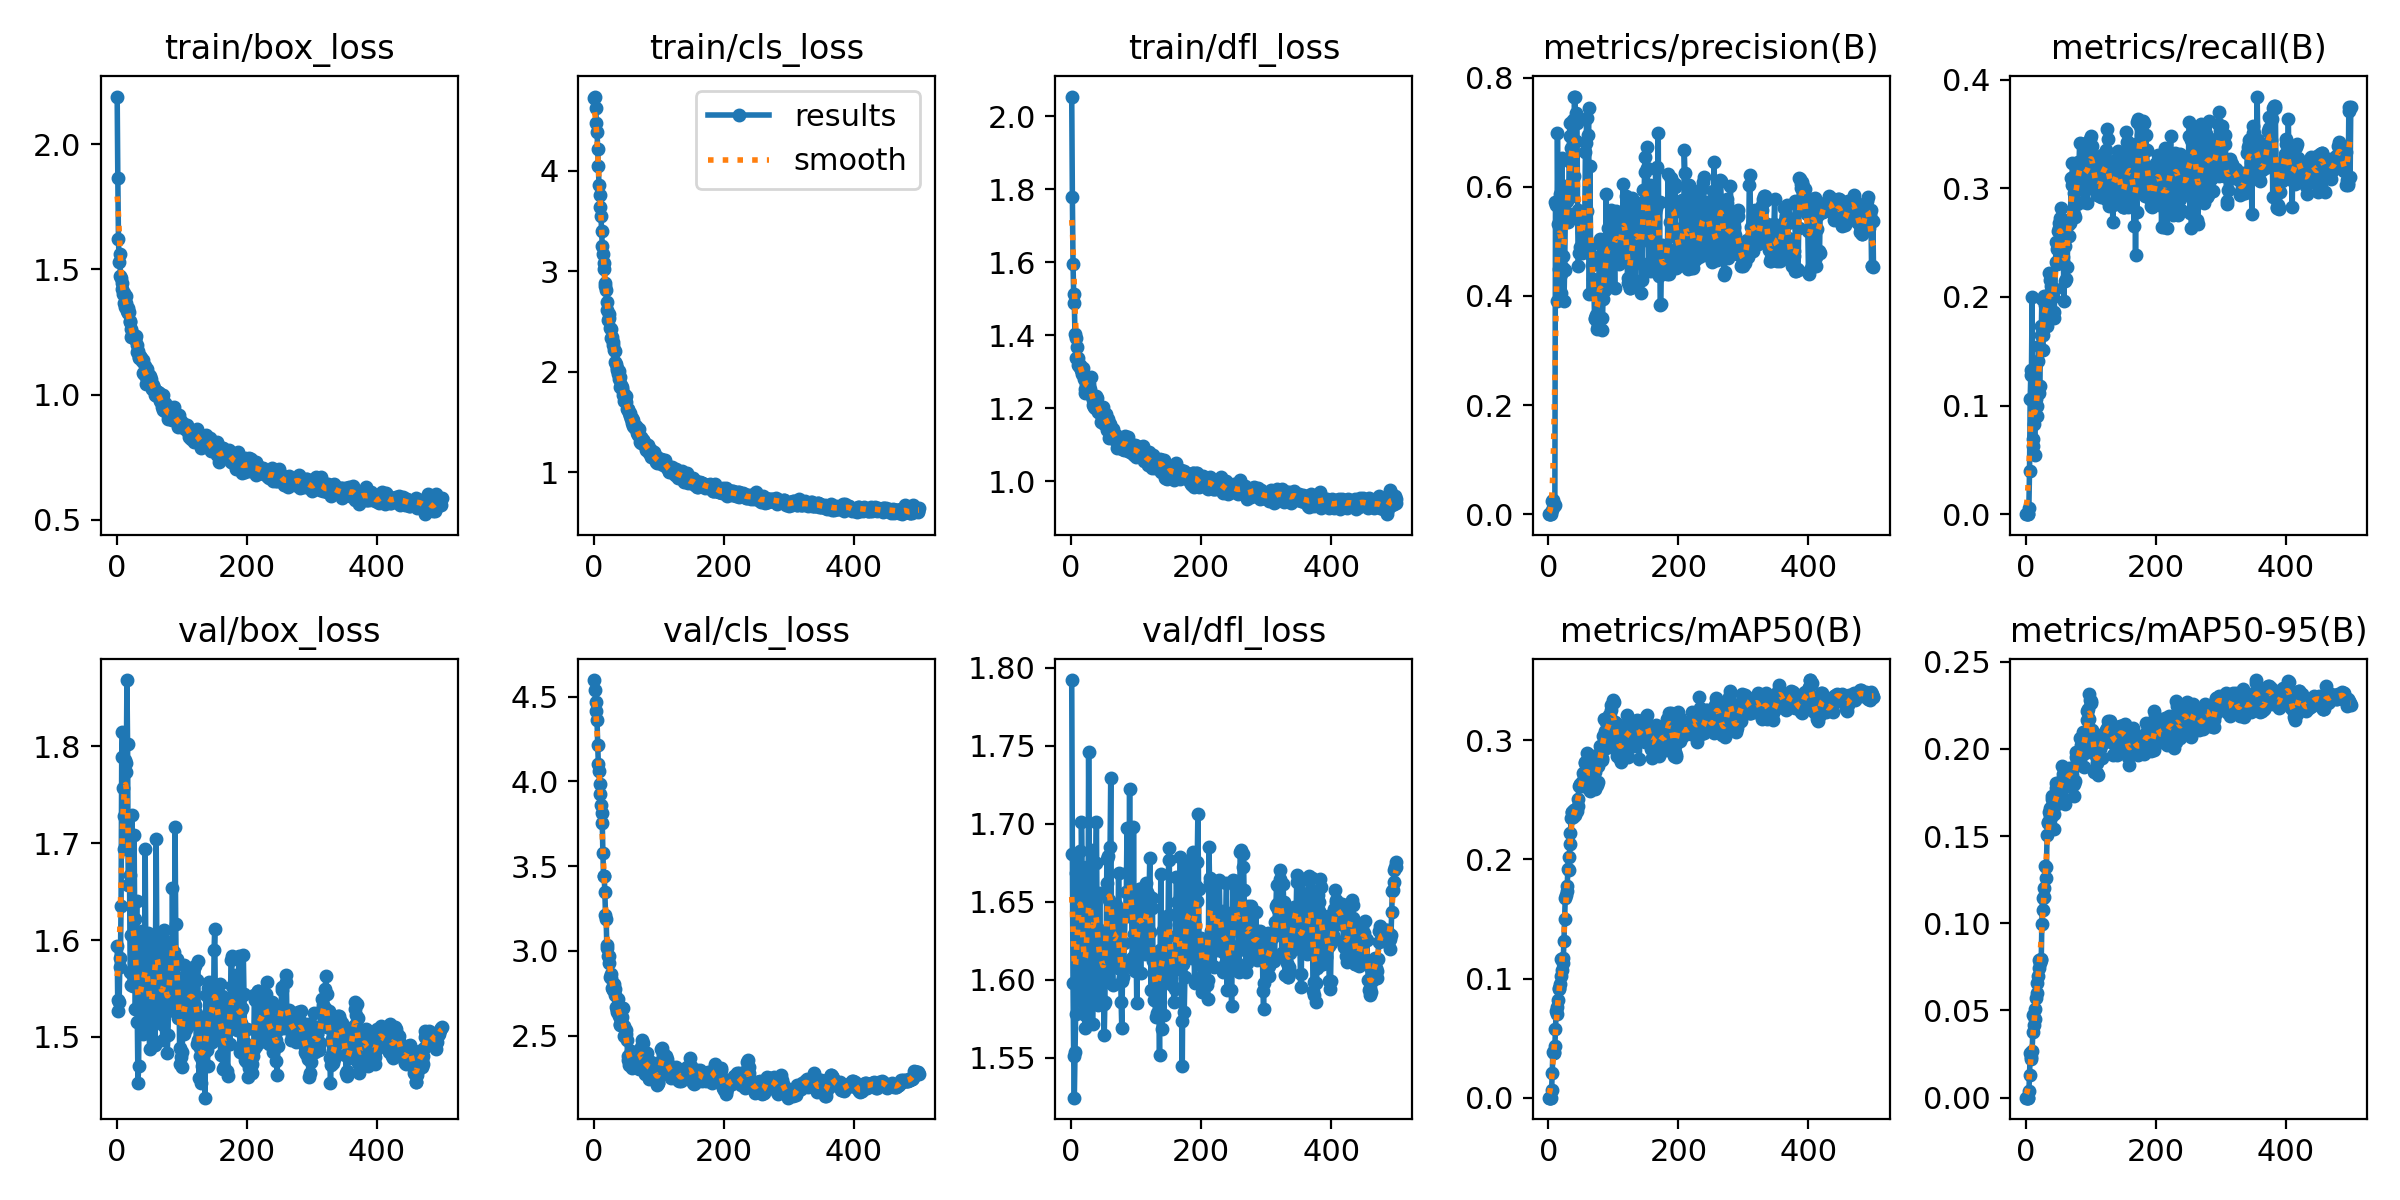 train/box_loss
2.0
1.5
1.0
0.5
0 200 400
train/cls_loss
results
smooth
4
3
2
1
0 200 400
train/dfl_loss
2.0
1.8
1.6
1.4
1.2
1.0
0 200 400
metrics/precision(B)
0.8
0.6
0.4
0.2
0.0
0 200 400
metrics/recall(B)
0.4
0.3
0.2
0.1
0.0
0 200 400
val/box_loss
1.8
1.7
1.6
1.5
0 200 400
val/cls_loss
4.5
4.0
3.5
3.0
2.5
0 200 400
val/dfl_loss
1.80
1.75
1.70
1.65
1.60
1.55
0 200 400
metrics/mAP50(B)
0.3
0.2
0.1
0.0
0 200 400
metrics/mAP50-95(B)
0.25
0.20
0.15
0.10
0.05
0.00
0 200 400